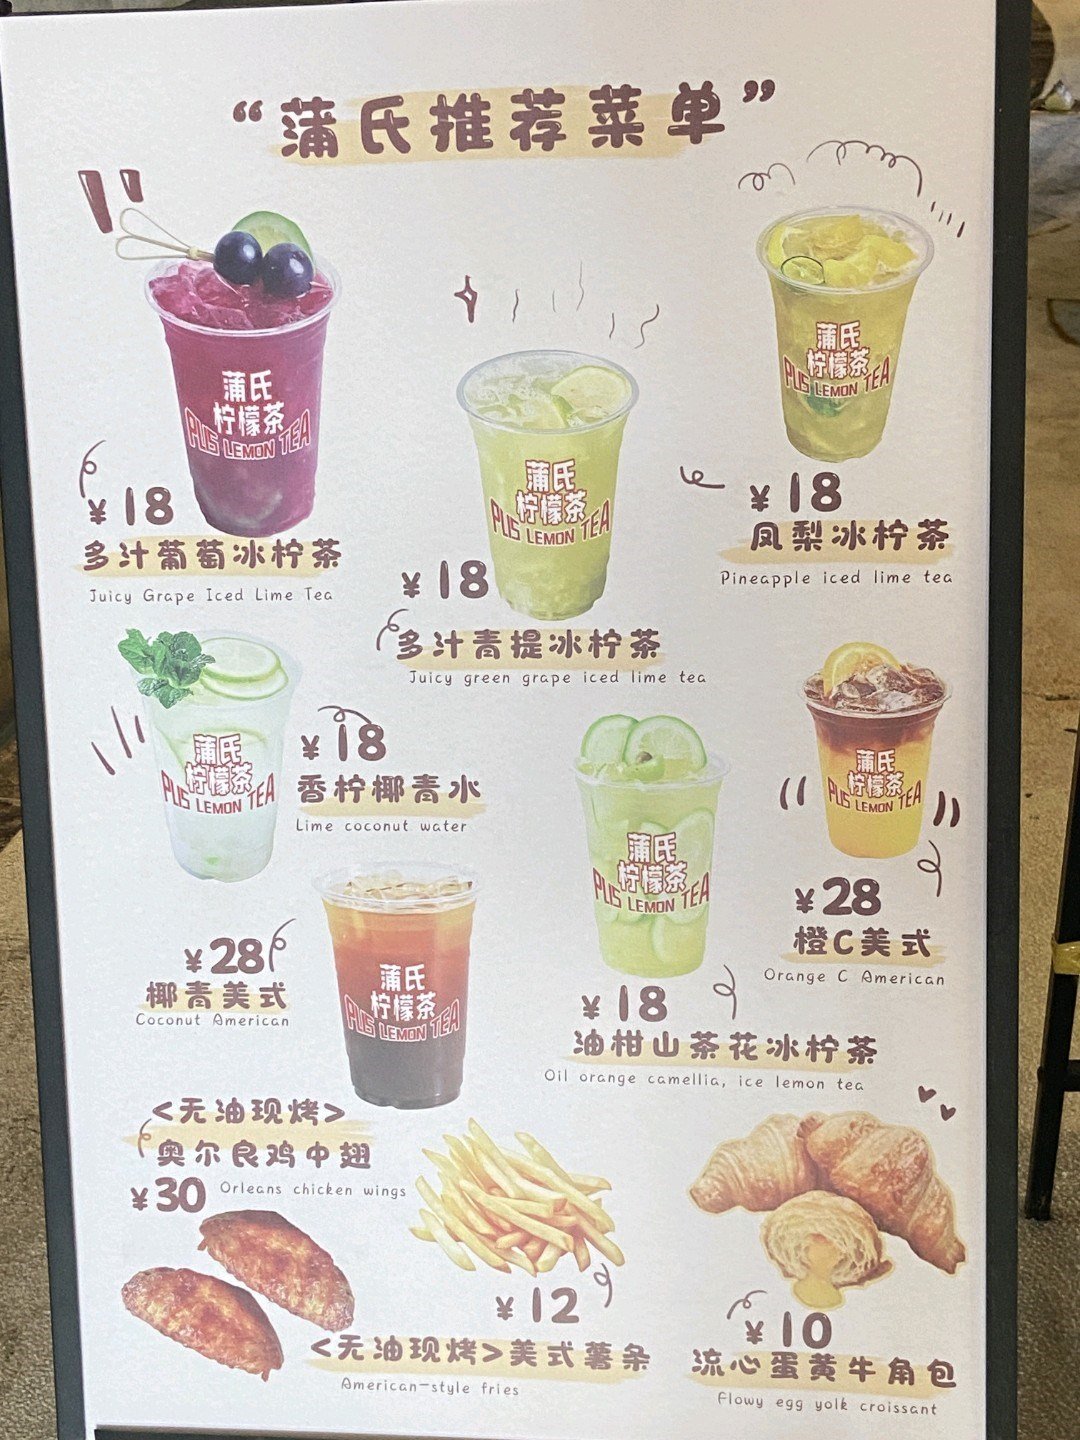 “蒲氏推荐菜单”
蒲氏
柠檬茶
PUS LEMON TEA
¥18
多汁葡萄冰柠茶
Juicy Grape Iced Lime Tea
蒲氏
柠檬茶
PUS LEMON TEA
¥18
多汁青提冰柠茶
Juicy green grape iced lime tea
蒲氏
柠檬茶
PUS LEMON TEA
¥18
凤梨冰柠茶
Pineapple iced lime tea
蒲氏
柠檬茶
PUS LEMON TEA
¥18
香柠椰青水
Lime coconut water
蒲氏
柠檬茶
PUS LEMON TEA
¥28
橙C美式
Orange C American
蒲氏
柠檬茶
PUS LEMON TEA
¥18
油柑山茶花冰柠茶
Oil orange camellia, ice lemon tea
蒲氏
柠檬茶
PUS LEMON TEA
¥28
椰青美式
Coconut American
<无油现烤>
奥尔良鸡中翅
¥30
Orleans chicken wings
¥12
<无油现烤>美式薯条
American-style fries
¥10
流心蛋黄牛角包
Flowy egg yolk croissant